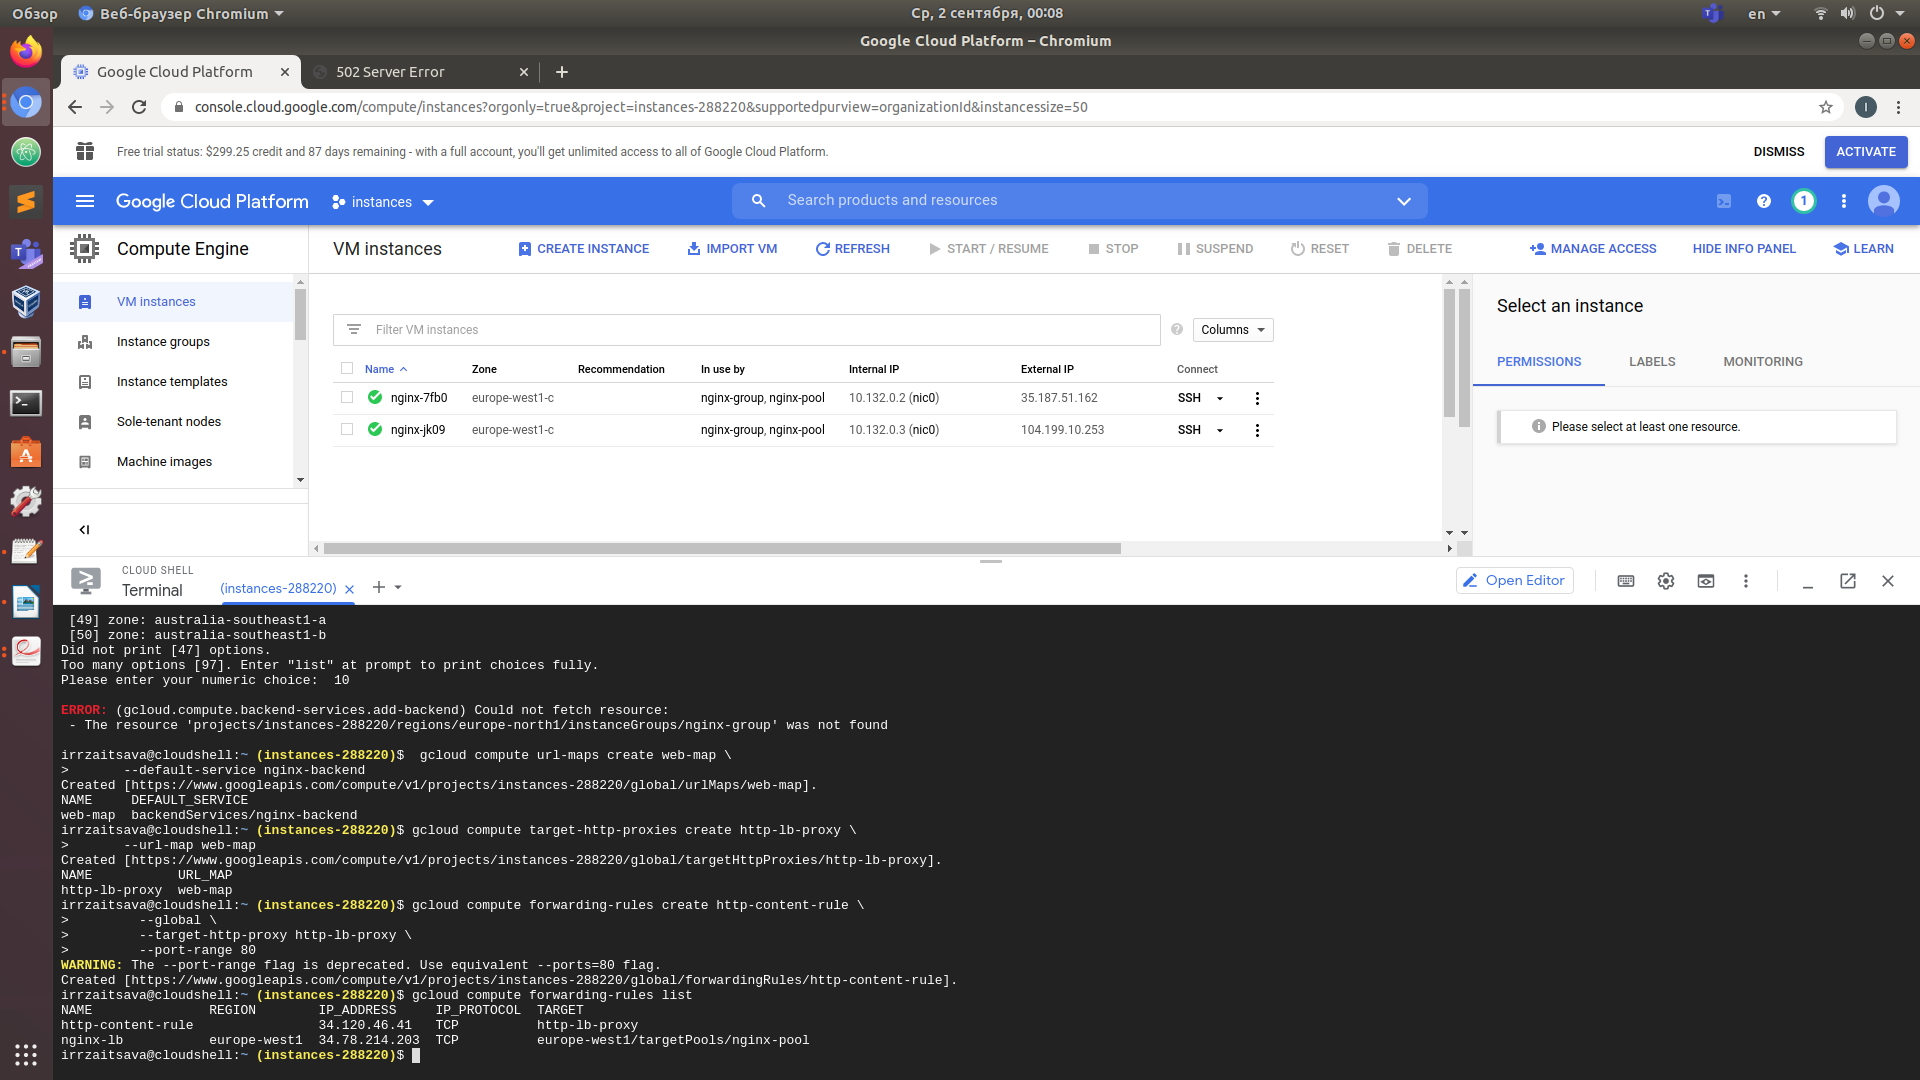 Обзор
Веб-браузер Chromium
Ср, 2 сентября, 00:08
en
Google Cloud Platform – Chromium
Google Cloud Platform
502 Server Error
console.cloud.google.com/compute/instances?orgonly=true&project=instances-288220&supportedpurview=organizationId&instancessize=50
I
Free trial status: $299.25 credit and 87 days remaining - with a full account, you'll get unlimited access to all of Google Cloud Platform.
DISMISS
ACTIVATE
Google Cloud Platform
instances
Search products and resources
1
Compute Engine
VM instances
CREATE INSTANCE
IMPORT VM
REFRESH
START / RESUME
STOP
SUSPEND
RESET
DELETE
MANAGE ACCESS
HIDE INFO PANEL
LEARN
VM instances
Instance groups
Instance templates
Sole-tenant nodes
Machine images
Filter VM instances
Columns
Name Zone Recommendation In use by Internal IP External IP Connect
nginx-7fb0 europe-west1-c nginx-group, nginx-pool 10.132.0.2 (nic0) 35.187.51.162 SSH
nginx-jk09 europe-west1-c nginx-group, nginx-pool 10.132.0.3 (nic0) 104.199.10.253 SSH
Select an instance
PERMISSIONS
LABELS
MONITORING
Please select at least one resource.
CLOUD SHELL
Terminal
(instances-288220)
Open Editor
[49] zone: australia-southeast1-a
[50] zone: australia-southeast1-b
Did not print [47] options.
Too many options [97]. Enter "list" at prompt to print choices fully.
Please enter your numeric choice:  10
ERROR: (gcloud.compute.backend-services.add-backend) Could not fetch resource:
- The resource 'projects/instances-288220/regions/europe-north1/instanceGroups/nginx-group' was not found
irrzaitsava@cloudshell:~ (instances-288220)$  gcloud compute url-maps create web-map \
>       --default-service nginx-backend
Created [https://www.googleapis.com/compute/v1/projects/instances-288220/global/urlMaps/web-map].
NAME     DEFAULT_SERVICE
web-map  backendServices/nginx-backend
irrzaitsava@cloudshell:~ (instances-288220)$ gcloud compute target-http-proxies create http-lb-proxy \
>       --url-map web-map
Created [https://www.googleapis.com/compute/v1/projects/instances-288220/global/targetHttpProxies/http-lb-proxy].
NAME           URL_MAP
http-lb-proxy  web-map
irrzaitsava@cloudshell:~ (instances-288220)$ gcloud compute forwarding-rules create http-content-rule \
>         --global \
>         --target-http-proxy http-lb-proxy \
>         --port-range 80
WARNING: The --port-range flag is deprecated. Use equivalent --ports=80 flag.
Created [https://www.googleapis.com/compute/v1/projects/instances-288220/global/forwardingRules/http-content-rule].
irrzaitsava@cloudshell:~ (instances-288220)$ gcloud compute forwarding-rules list
NAME               REGION        IP_ADDRESS     IP_PROTOCOL  TARGET
http-content-rule                34.120.46.41   TCP          http-lb-proxy
nginx-lb           europe-west1  34.78.214.203  TCP          europe-west1/targetPools/nginx-pool
irrzaitsava@cloudshell:~ (instances-288220)$